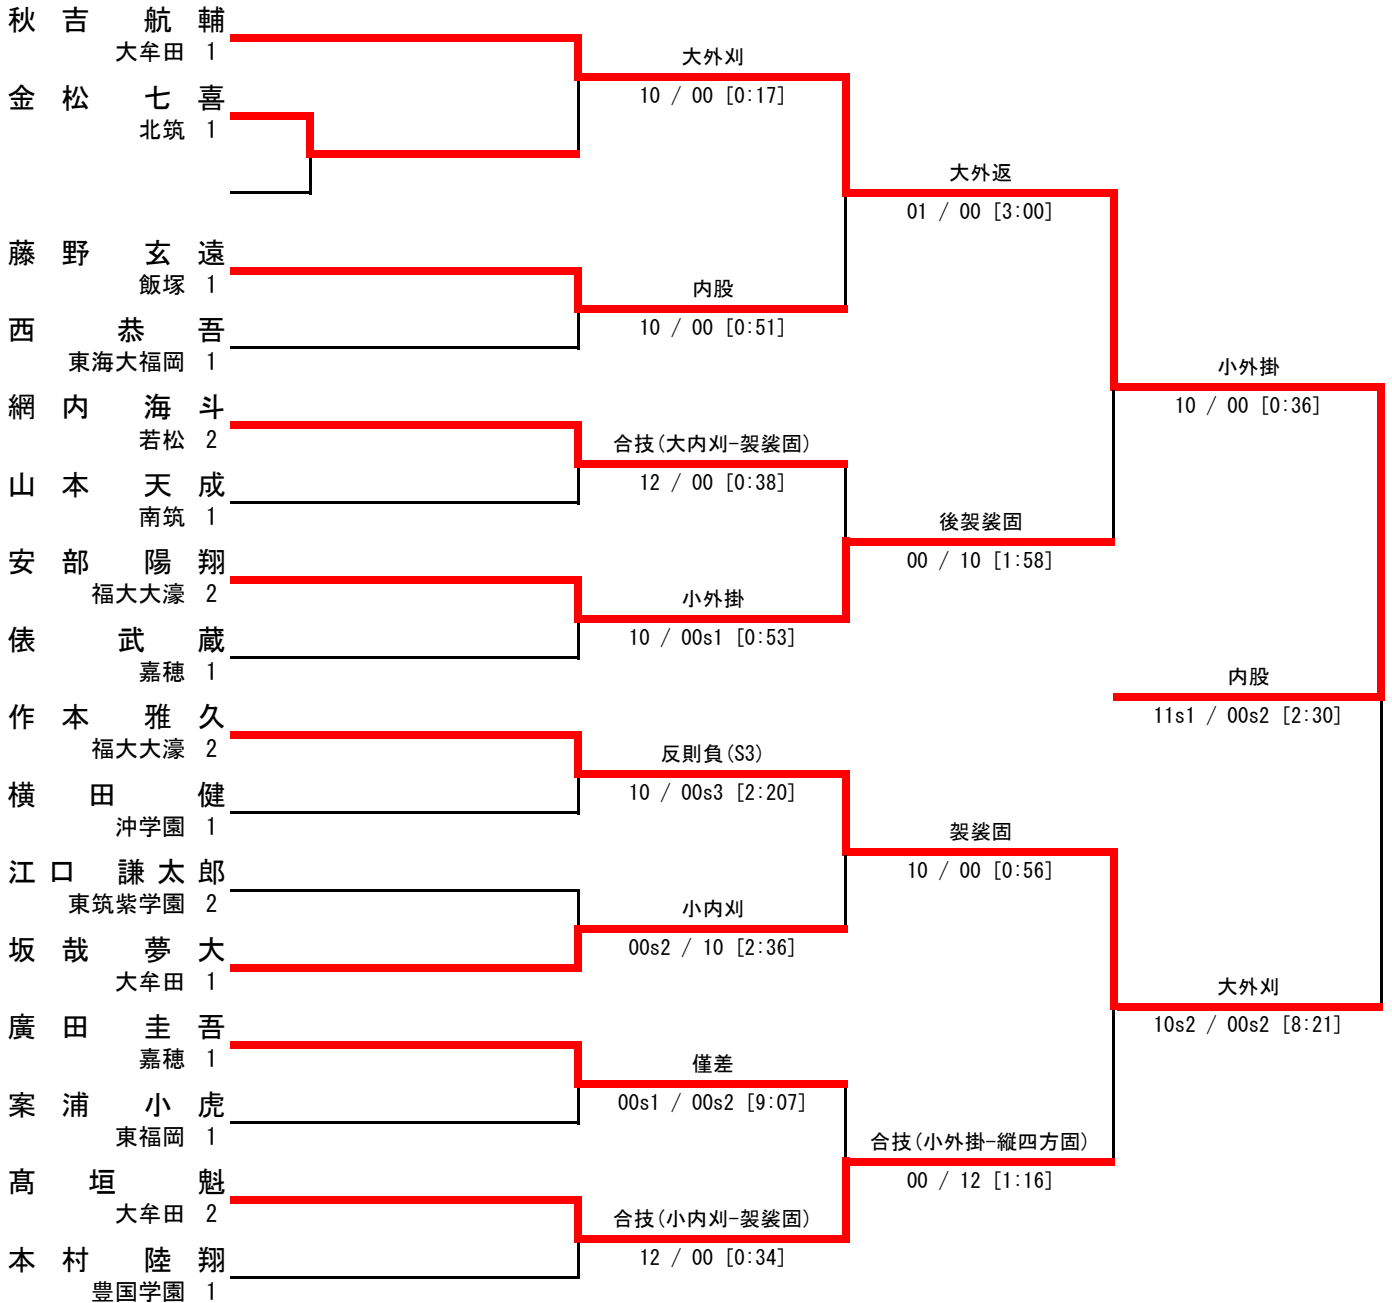 秋吉 航輔
大牟田 1
金松 七喜
北筑 1
藤野 玄遠
飯塚 1
西 恭吾
東海大福岡 1
網内 海斗
若松 2
山本 天成
南筑 1
安部 陽翔
福大大濠 2
俵 武蔵
嘉穂 1
作本 雅久
福大大濠 2
横田 健
沖学園 1
江口 謙太郎
東筑紫学園 2
坂哉 夢大
大牟田 1
廣田 圭吾
嘉穂 1
案浦 小虎
東福岡 1
髙垣 魁
大牟田 2
本村 陸翔
豊国学園 1
大外刈
10 / 00 [0:17]
内股
10 / 00 [0:51]
合技(大内刈-袈裟固)
12 / 00 [0:38]
小外掛
10 / 00s1 [0:53]
反則負(S3)
10 / 00s3 [2:20]
小内刈
00s2 / 10 [2:36]
僅差
00s1 / 00s2 [9:07]
合技(小内刈-袈裟固)
12 / 00 [0:34]
大外返
01 / 00 [3:00]
後袈裟固
00 / 10 [1:58]
袈裟固
10 / 00 [0:56]
合技(小外掛-縦四方固)
00 / 12 [1:16]
小外掛
10 / 00 [0:36]
内股
11s1 / 00s2 [2:30]
大外刈
10s2 / 00s2 [8:21]